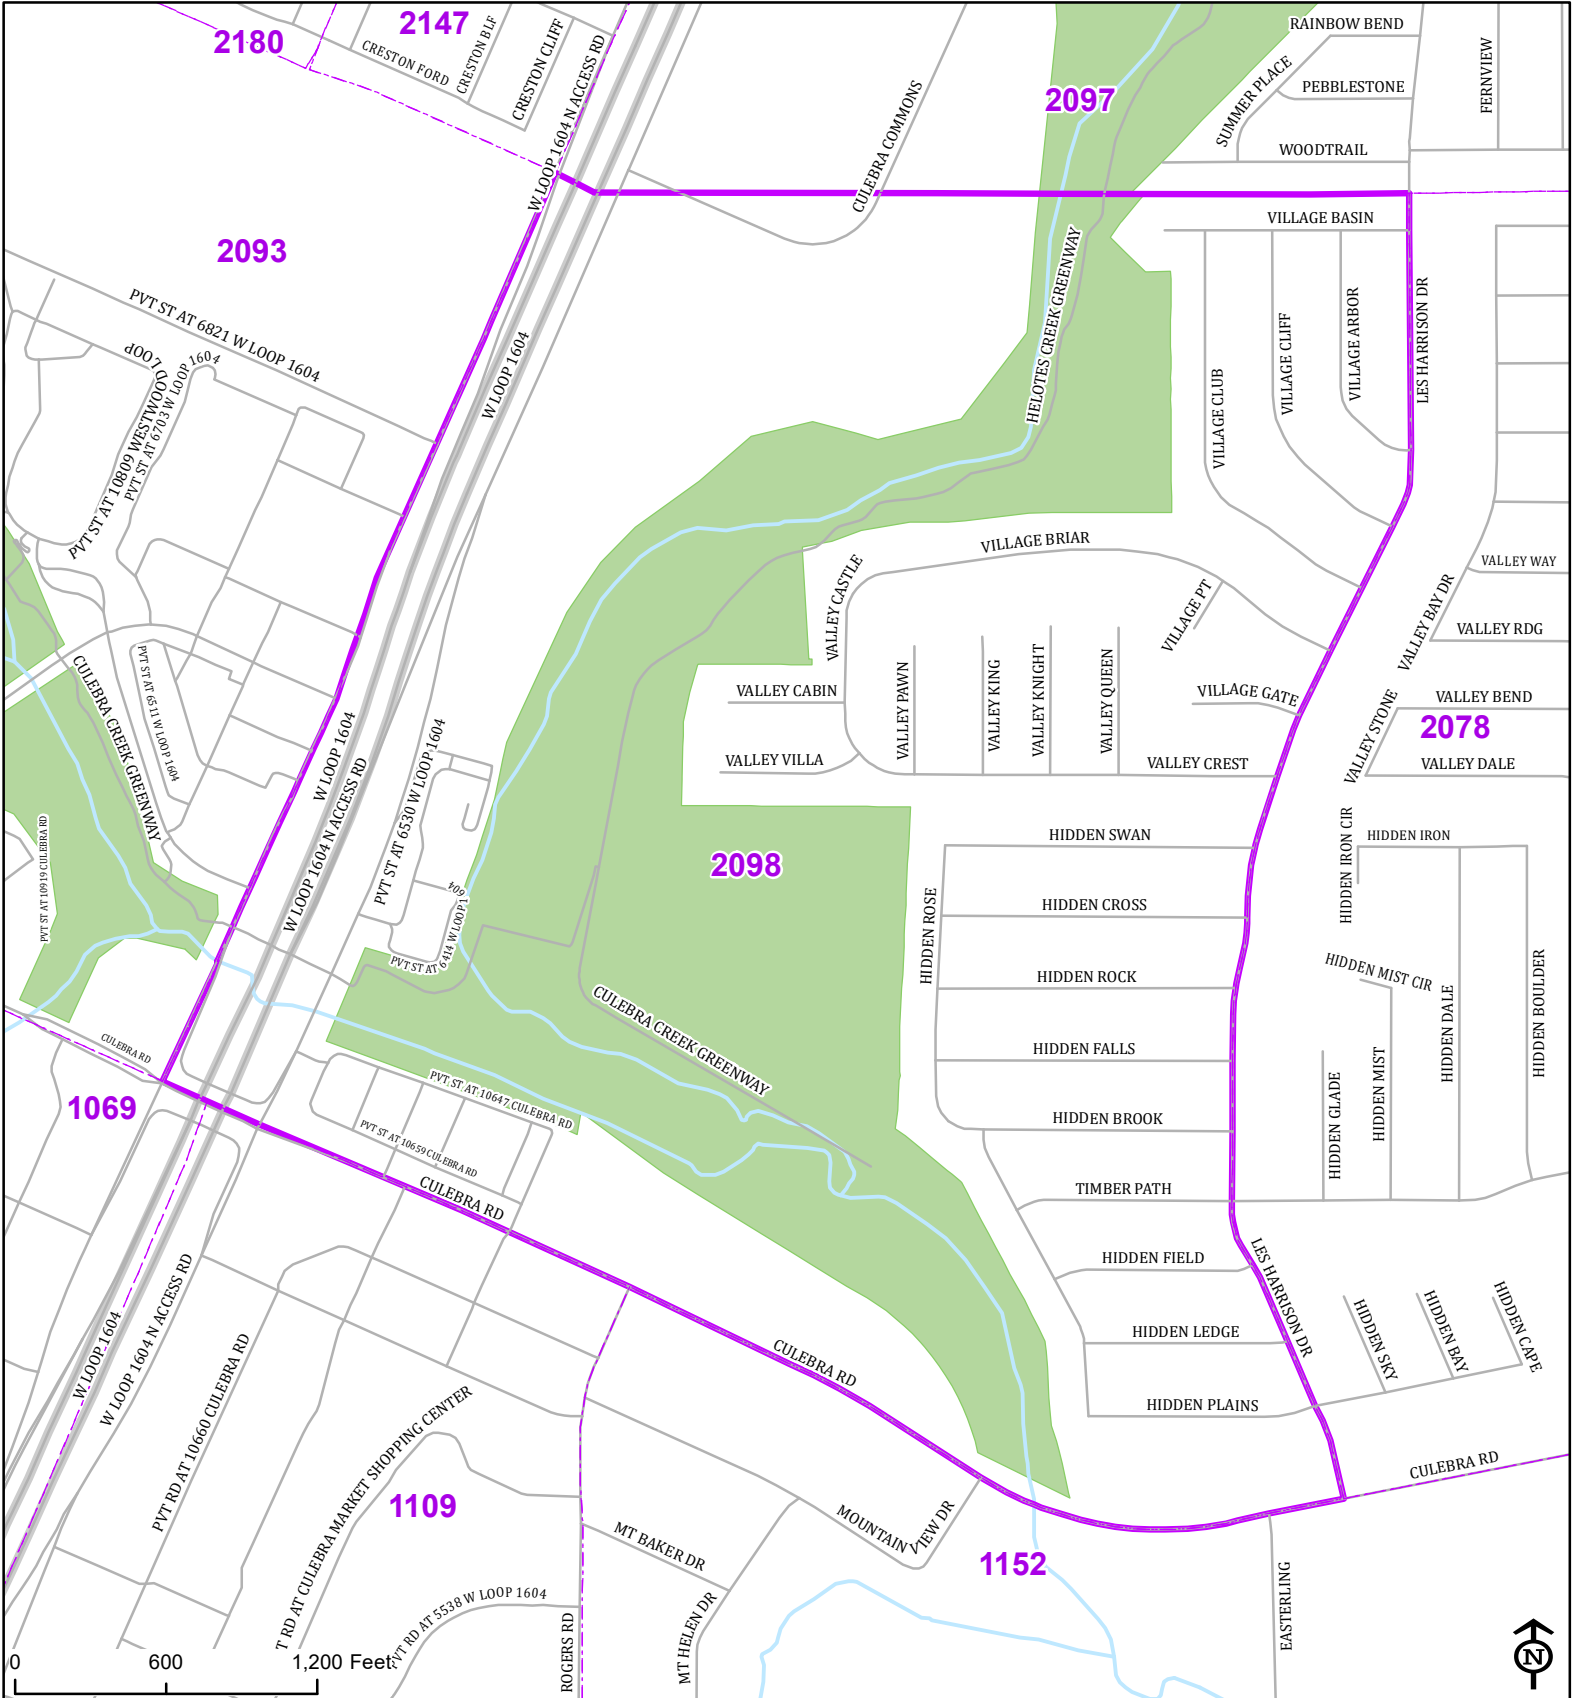 2180
2147
CRESTON FORD
CRESTON BLF
CRESTON CLIFF
W LOOP 1604 N ACCESS RD
CULEBRA COMMONS
2097
RAINBOW BEND
SUMMER PLACE
PEBBLESTONE
FERNVIEW
WOODTRAIL
2093
VILLAGE BASIN
PVT ST AT 6821 W LOOP 1604
PVT ST AT 10809 WESTWOOD LOOP
PVT ST AT 6703 W LOOP 1604
W LOOP 1604
HELOTES CREEK GREENWAY
VILLAGE CLUB
VILLAGE CLIFF
VILLAGE ARBOR
LES HARRISON DR
VILLAGE BRIAR
VALLEY CASTLE
VILLAGE PT
VALLEY WAY
VALLEY BAY DR
VALLEY RDG
PVT ST AT 6511 W LOOP 1604
CULEBRA CREEK GREENWAY
VALLEY CABIN
VALLEY PAWN
VALLEY KING
VALLEY KNIGHT
VALLEY QUEEN
VILLAGE GATE
VALLEY STONE
VALLEY BEND
2078
W LOOP 1604
W LOOP 1604 N ACCESS RD
PVT ST AT 6530 W LOOP 1604
VALLEY VILLA
VALLEY CREST
VALLEY DALE
PVT ST AT 10919 CULEBRA RD
2098
HIDDEN SWAN
HIDDEN IRON CIR
HIDDEN IRON
HIDDEN ROSE
HIDDEN CROSS
PVT ST AT 6414 W LOOP 1604
HIDDEN ROCK
HIDDEN MIST CIR
HIDDEN DALE
HIDDEN BOULDER
CULEBRA CREEK GREENWAY
CULEBRA RD
HIDDEN FALLS
HIDDEN GLADE
HIDDEN MIST
1069
PVT ST AT 10647 CULEBRA RD
PVT ST AT 10659 CULEBRA RD
HIDDEN BROOK
CULEBRA RD
TIMBER PATH
HIDDEN FIELD
LES HARRISON DR
W LOOP 1604
W LOOP 1604 N ACCESS RD
PVT RD AT 10660 CULEBRA RD
CULEBRA RD
HIDDEN LEDGE
HIDDEN SKY
HIDDEN BAY
HIDDEN CAPE
HIDDEN PLAINS
T RD AT CULEBRA MARKET SHOPPING CENTER
CULEBRA RD
1109
MOUNTAIN VIEW DR
MT BAKER DR
1152
PVT RD AT 5538 W LOOP 1604
ROGERS RD
MT HELEN DR
EASTERLING
0 600 1,200 Feet
N